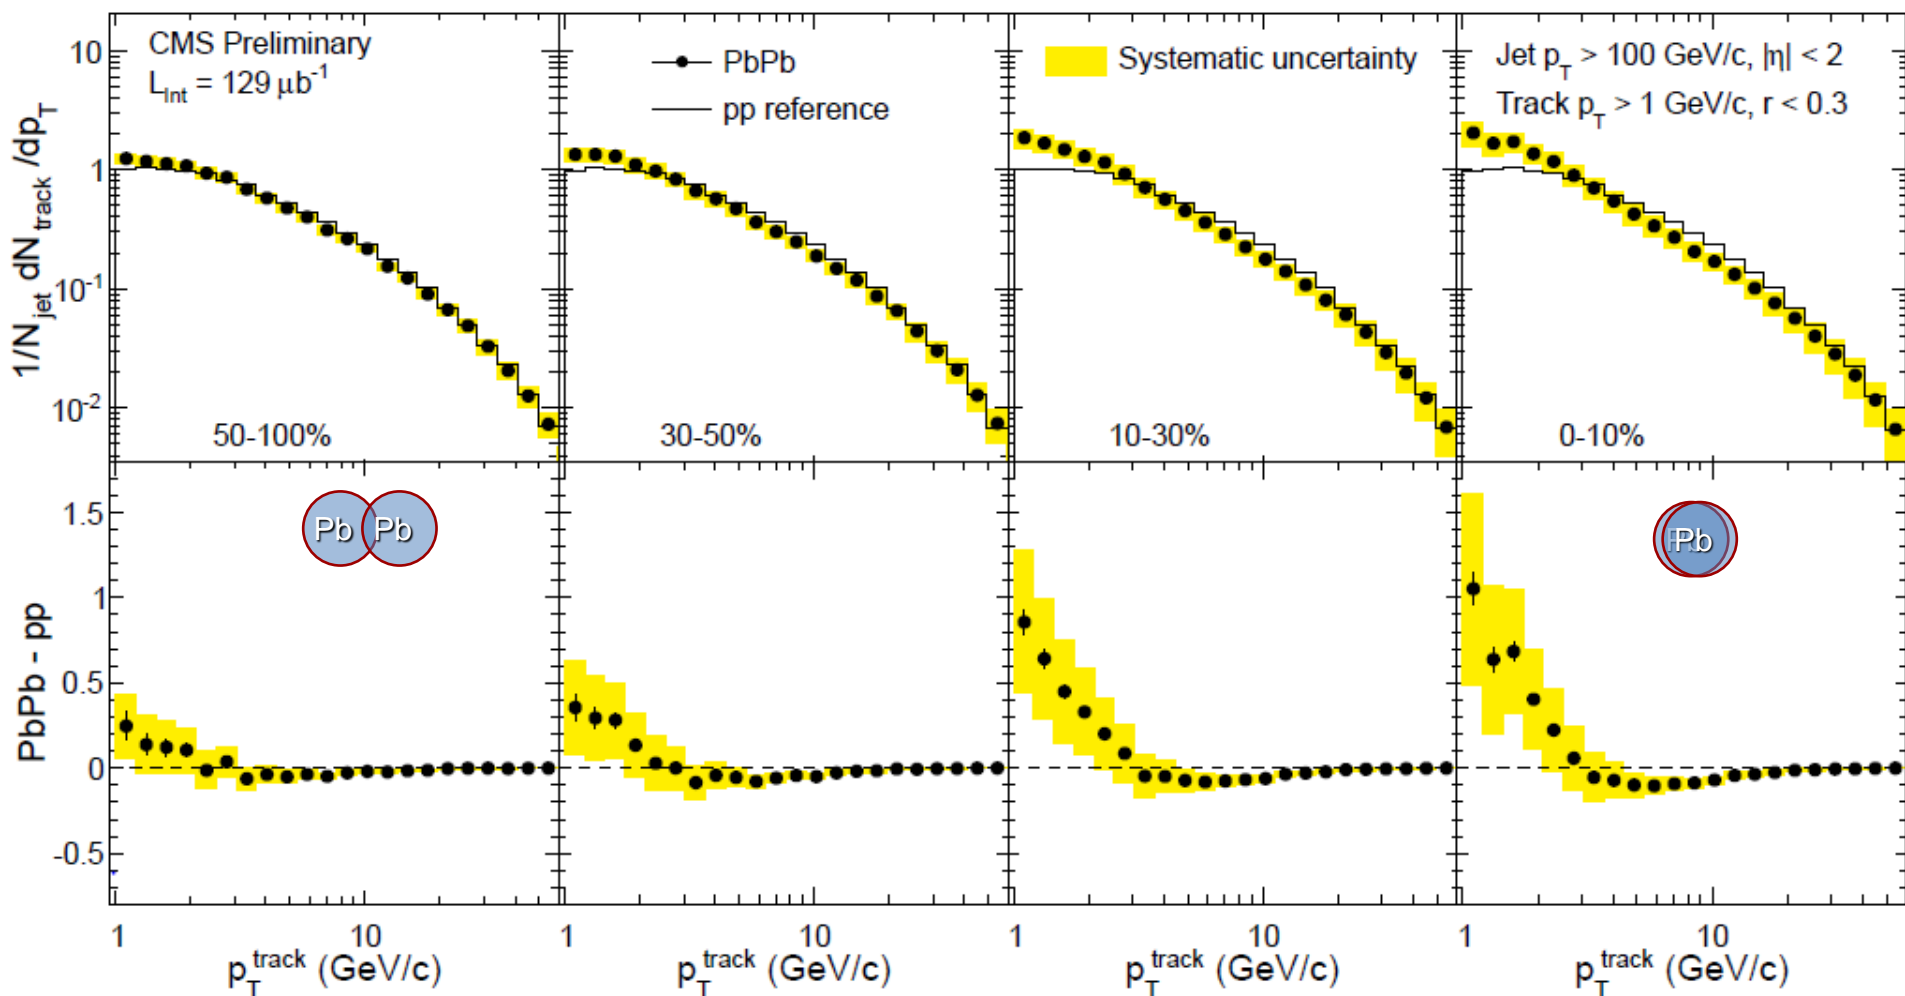 CMS Preliminary
L_Int = 129 μb^-1
PbPb
pp reference
Systematic uncertainty
Jet p_T > 100 GeV/c, |η| < 2
Track p_T > 1 GeV/c, r < 0.3
1/N_jet dN_track /dp_T
10
1
10^-1
10^-2
50-100%
30-50%
10-30%
0-10%
PbPb - pp
1.5
1
0.5
0
-0.5
Pb Pb
Pb
1 10
1 10
1 10
1 10
p_T^track (GeV/c)
p_T^track (GeV/c)
p_T^track (GeV/c)
p_T^track (GeV/c)